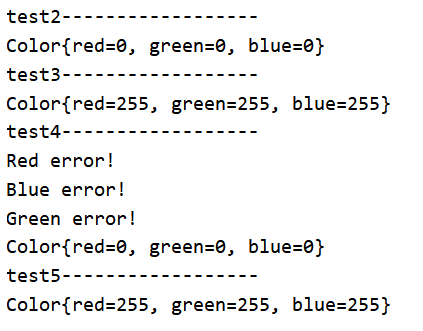 test2------------------
Color{red=0, green=0, blue=0}
test3------------------
Color{red=255, green=255, blue=255}
test4------------------
Red error!
Blue error!
Green error!
Color{red=0, green=0, blue=0}
test5------------------
Color{red=255, green=255, blue=255}